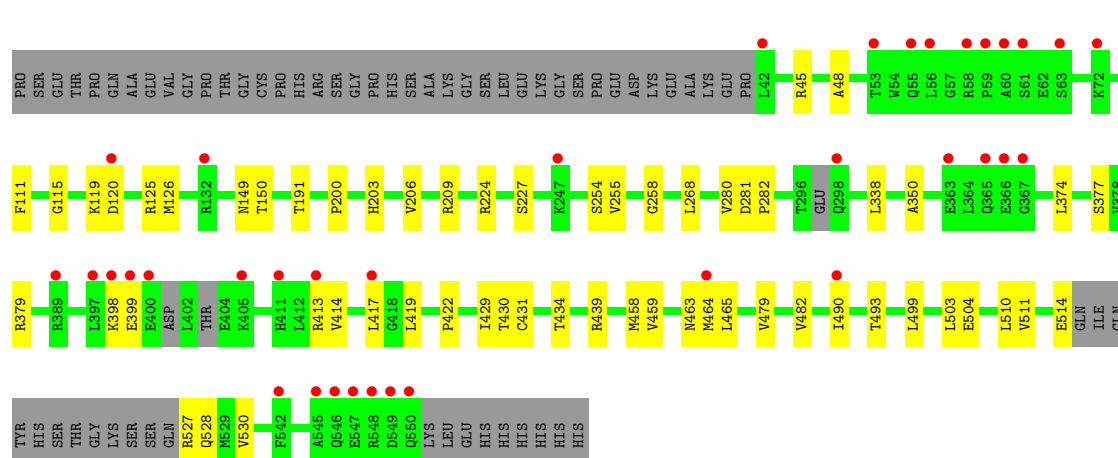 PRO SER GLU THR PRO GLN ALA GLU VAL GLY PRO THR GLY CYS PRO HIS ARG SER GLY PRO HIS SER ALA LYS GLY SER LEU GLU LYS GLY SER PRO GLU ASP LYS GLU ALA LYS GLU PRO L42 R45 A48 T53 W54 Q55 L56 G57 R58 P59 A60 S61 E62 S63 K72
F111 G115 K119 D120 R125 M126 R132 N149 T150 T191 P200 H203 V206 R209 R224 S227 K247 S254 V255 G258 L268 V280 D281 P282 T296 GLU Q298 L338 A350 E363 L364 Q365 E366 G367 L374 S377 V378
R379 R389 L397 K398 E399 E400 ASP L402 THR E404 K405 H411 L412 R413 V414 L417 G418 L419 P422 I429 T430 C431 T434 R439 M458 V459 N463 M464 L465 V479 V482 I490 T493 L499 L503 E504 L510 V511 E514 GLN ILE GLN
TYR HIS SER THR GLY LYS SER SER GLN R527 Q528 M529 V530 F542 A545 Q546 E547 R548 D549 Q550 LYS LEU GLU HIS HIS HIS HIS HIS HIS